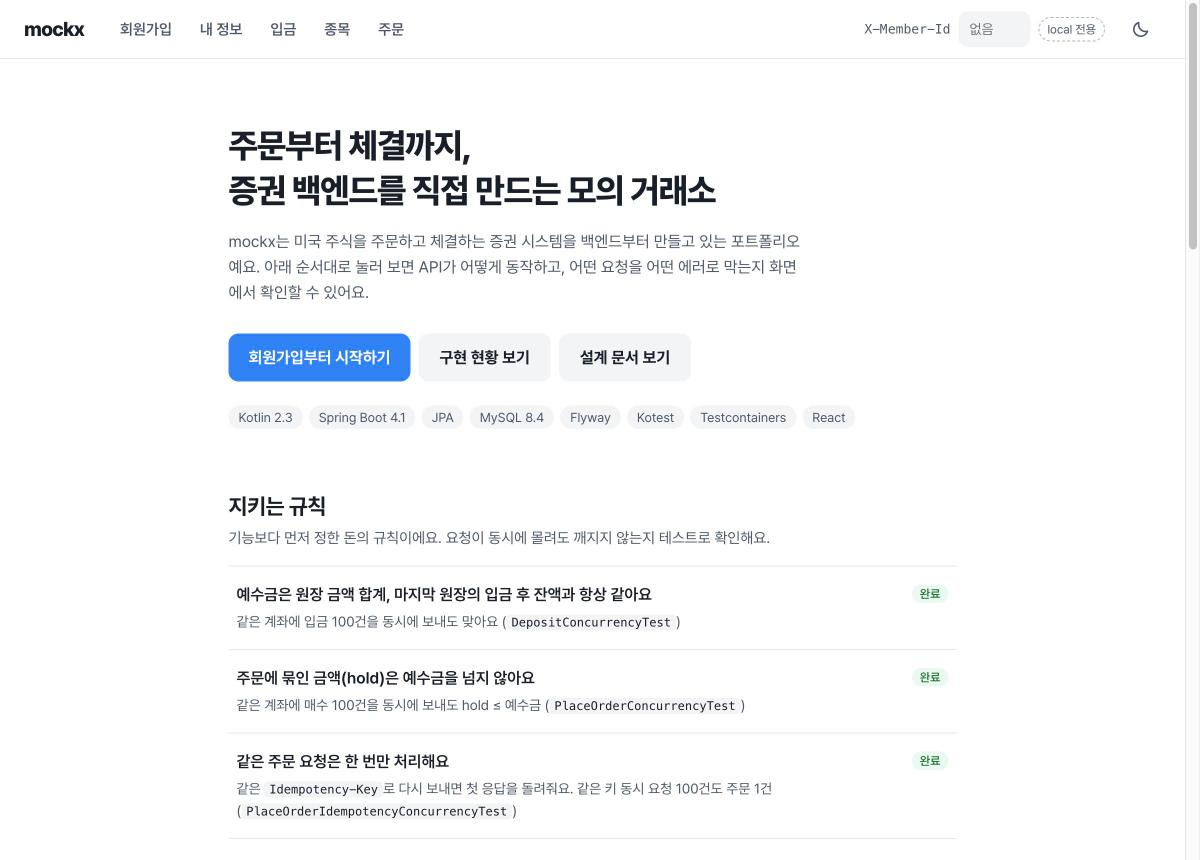 mockx 회원가입 내 정보 입금 종목 주문 X-Member-Id 없음 local 전용
주문부터 체결까지,
증권 백엔드를 직접 만드는 모의 거래소
mockx는 미국 주식을 주문하고 체결하는 증권 시스템을 백엔드부터 만들고 있는 포트폴리오
예요. 아래 순서대로 눌러 보면 API가 어떻게 동작하고, 어떤 요청을 어떤 에러로 막는지 화면
에서 확인할 수 있어요.
회원가입부터 시작하기 구현 현황 보기 설계 문서 보기
Kotlin 2.3 Spring Boot 4.1 JPA MySQL 8.4 Flyway Kotest Testcontainers React
지키는 규칙
기능보다 먼저 정한 돈의 규칙이에요. 요청이 동시에 몰려도 깨지지 않는지 테스트로 확인해요.
예수금은 원장 금액 합계, 마지막 원장의 입금 후 잔액과 항상 같아요 완료
같은 계좌에 입금 100건을 동시에 보내도 맞아요 ( DepositConcurrencyTest )
주문에 묶인 금액(hold)은 예수금을 넘지 않아요 완료
같은 계좌에 매수 100건을 동시에 보내도 hold ≤ 예수금 ( PlaceOrderConcurrencyTest )
같은 주문 요청은 한 번만 처리해요 완료
같은 Idempotency-Key 로 다시 보내면 첫 응답을 돌려줘요. 같은 키 동시 요청 100건도 주문 1건
( PlaceOrderIdempotencyConcurrencyTest )